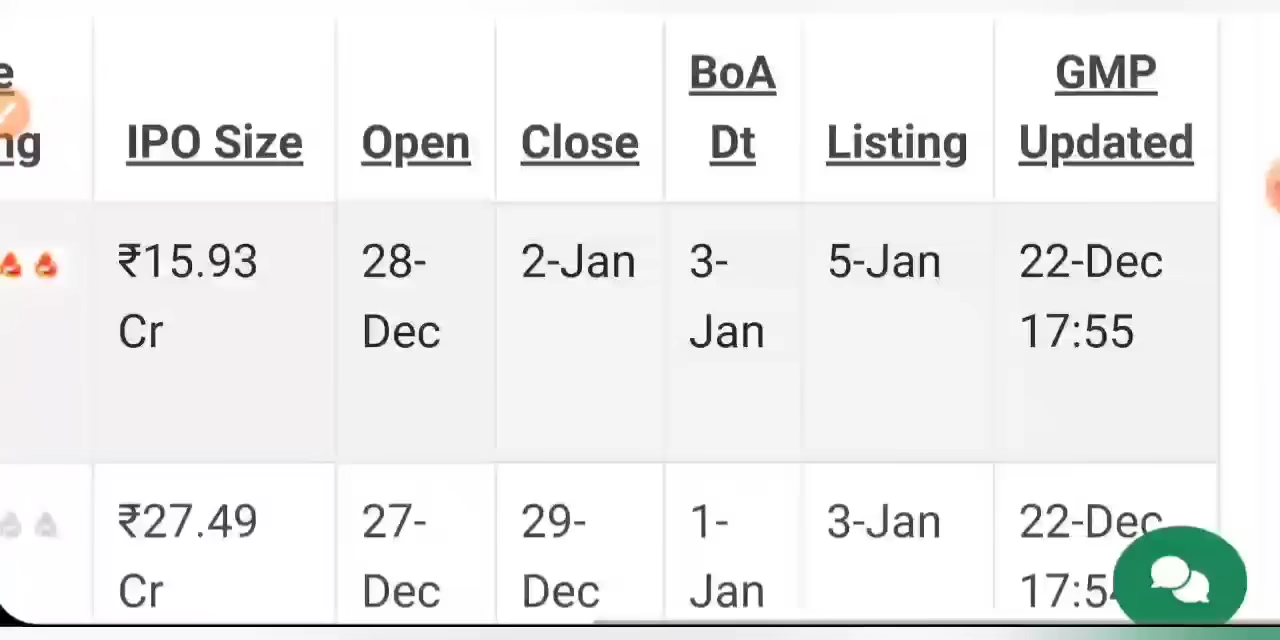 BoA GMP
IPO Size Open Close Dt Listing Updated
₹15.93 28- 2-Jan 3- 5-Jan 22-Dec
Cr Dec Jan 17:55
₹27.49 27- 29- 1- 3-Jan 22-Dec
Cr Dec Dec Jan